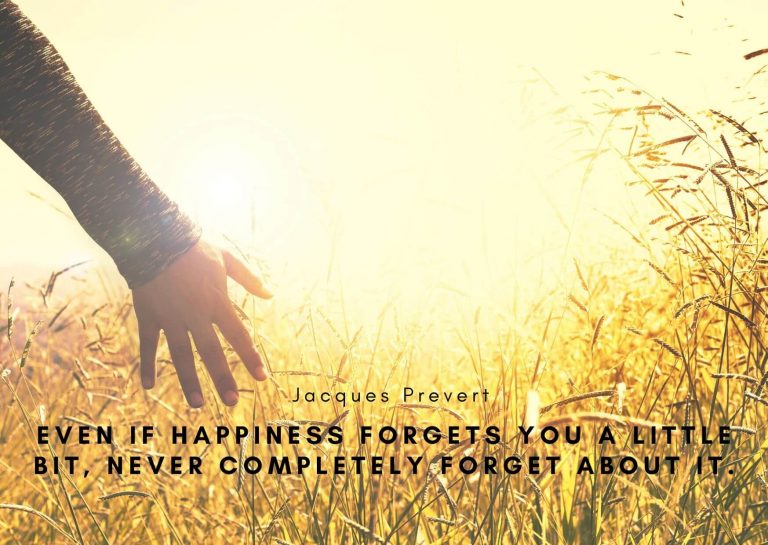 Jacques Prevert
EVEN IF HAPPINESS FORGETS YOU A LITTLE
BIT, NEVER COMPLETELY FORGET ABOUT IT.